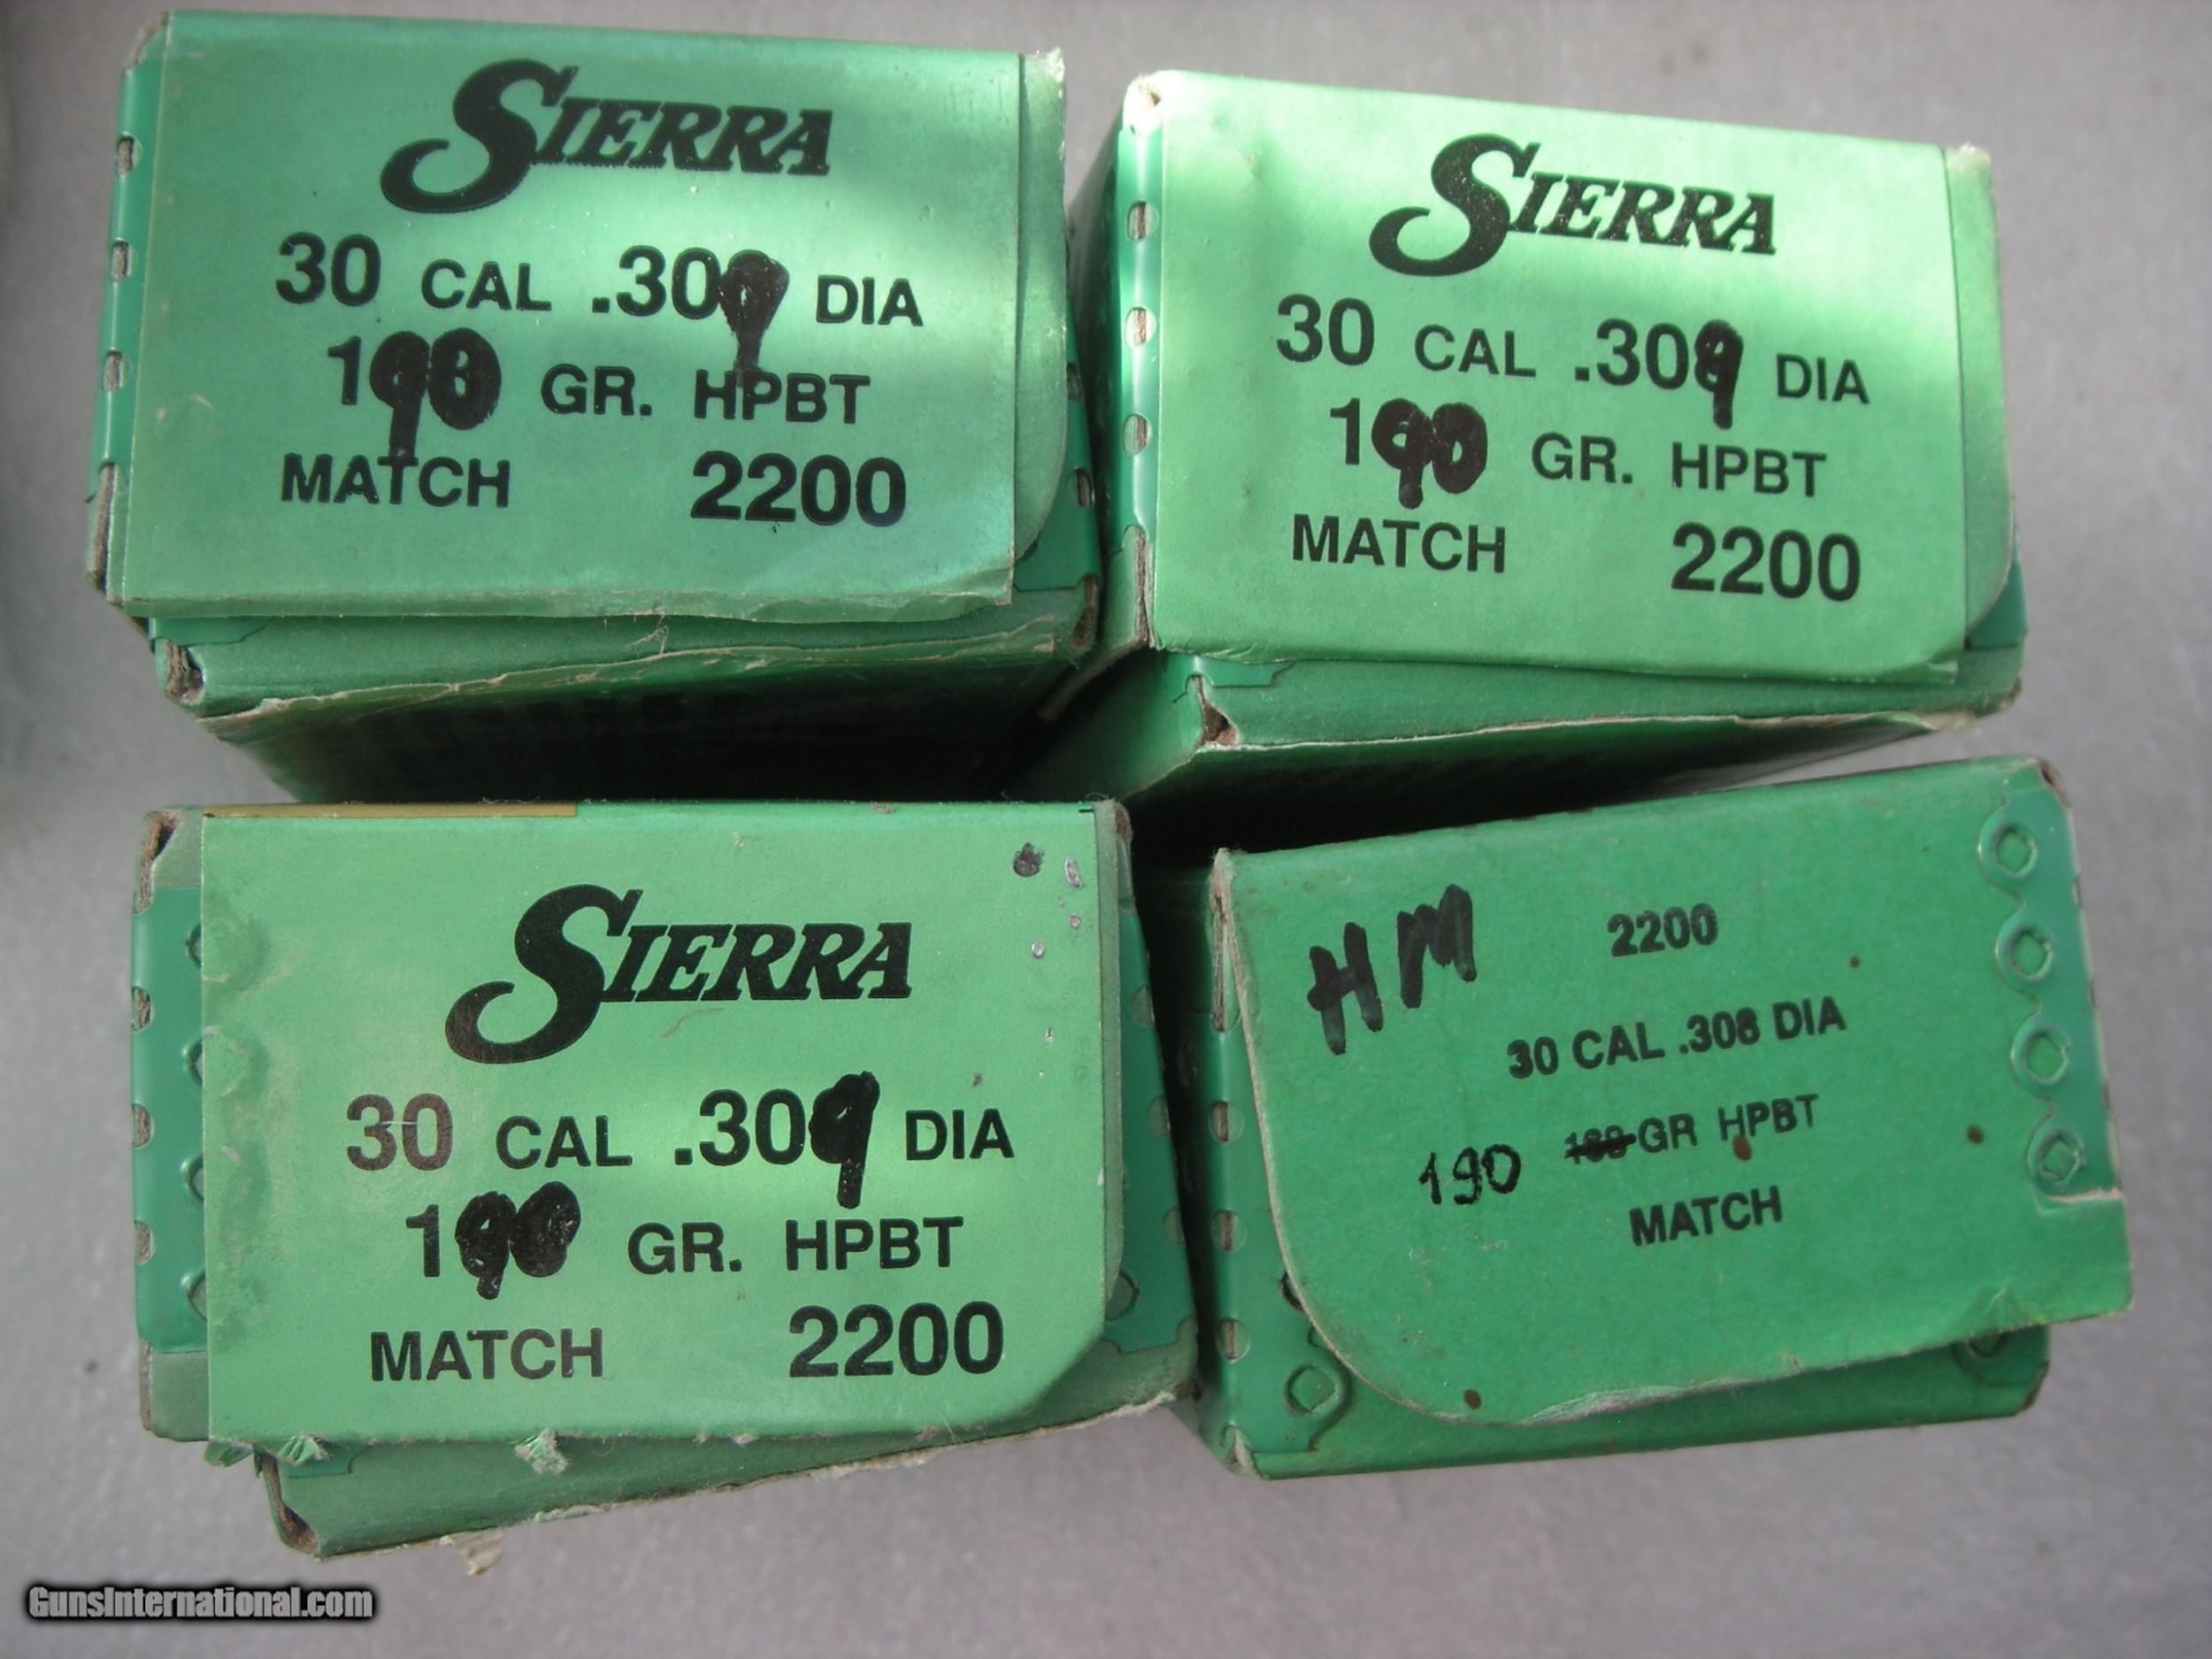 SIERRA
30 CAL .309 DIA
190 GR. HPBT
MATCH 2200
SIERRA
30 CAL .309 DIA
190 GR. HPBT
MATCH 2200
SIERRA
30 CAL .309 DIA
190 GR. HPBT
MATCH 2200
HM 2200
30 CAL .308 DIA
190 GR HPBT
MATCH
GunsInternational.com